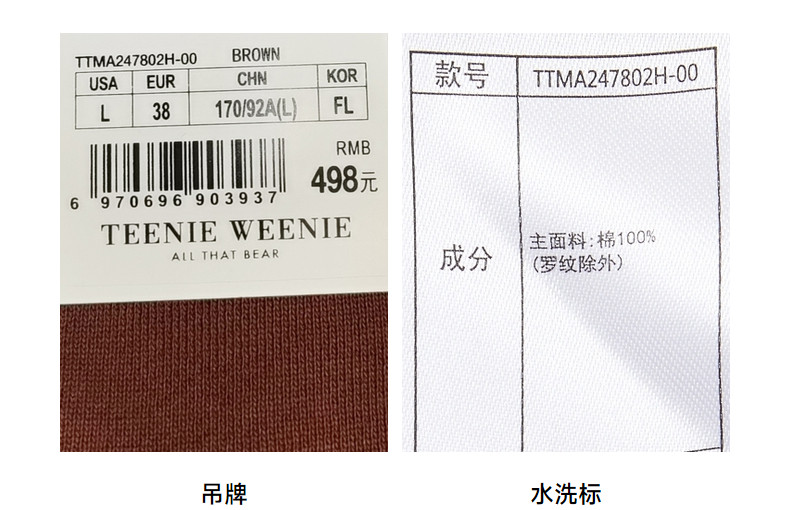 TTMA247802H-00 BROWN
USA EUR CHN KOR
L 38 170/92A(L) FL
RMB
498元
6 970696 903937
TEENIE WEENIE
ALL THAT BEAR
吊牌
款号 TTMA247802H-00
成分 主面料:棉100%
(罗纹除外)
水洗标